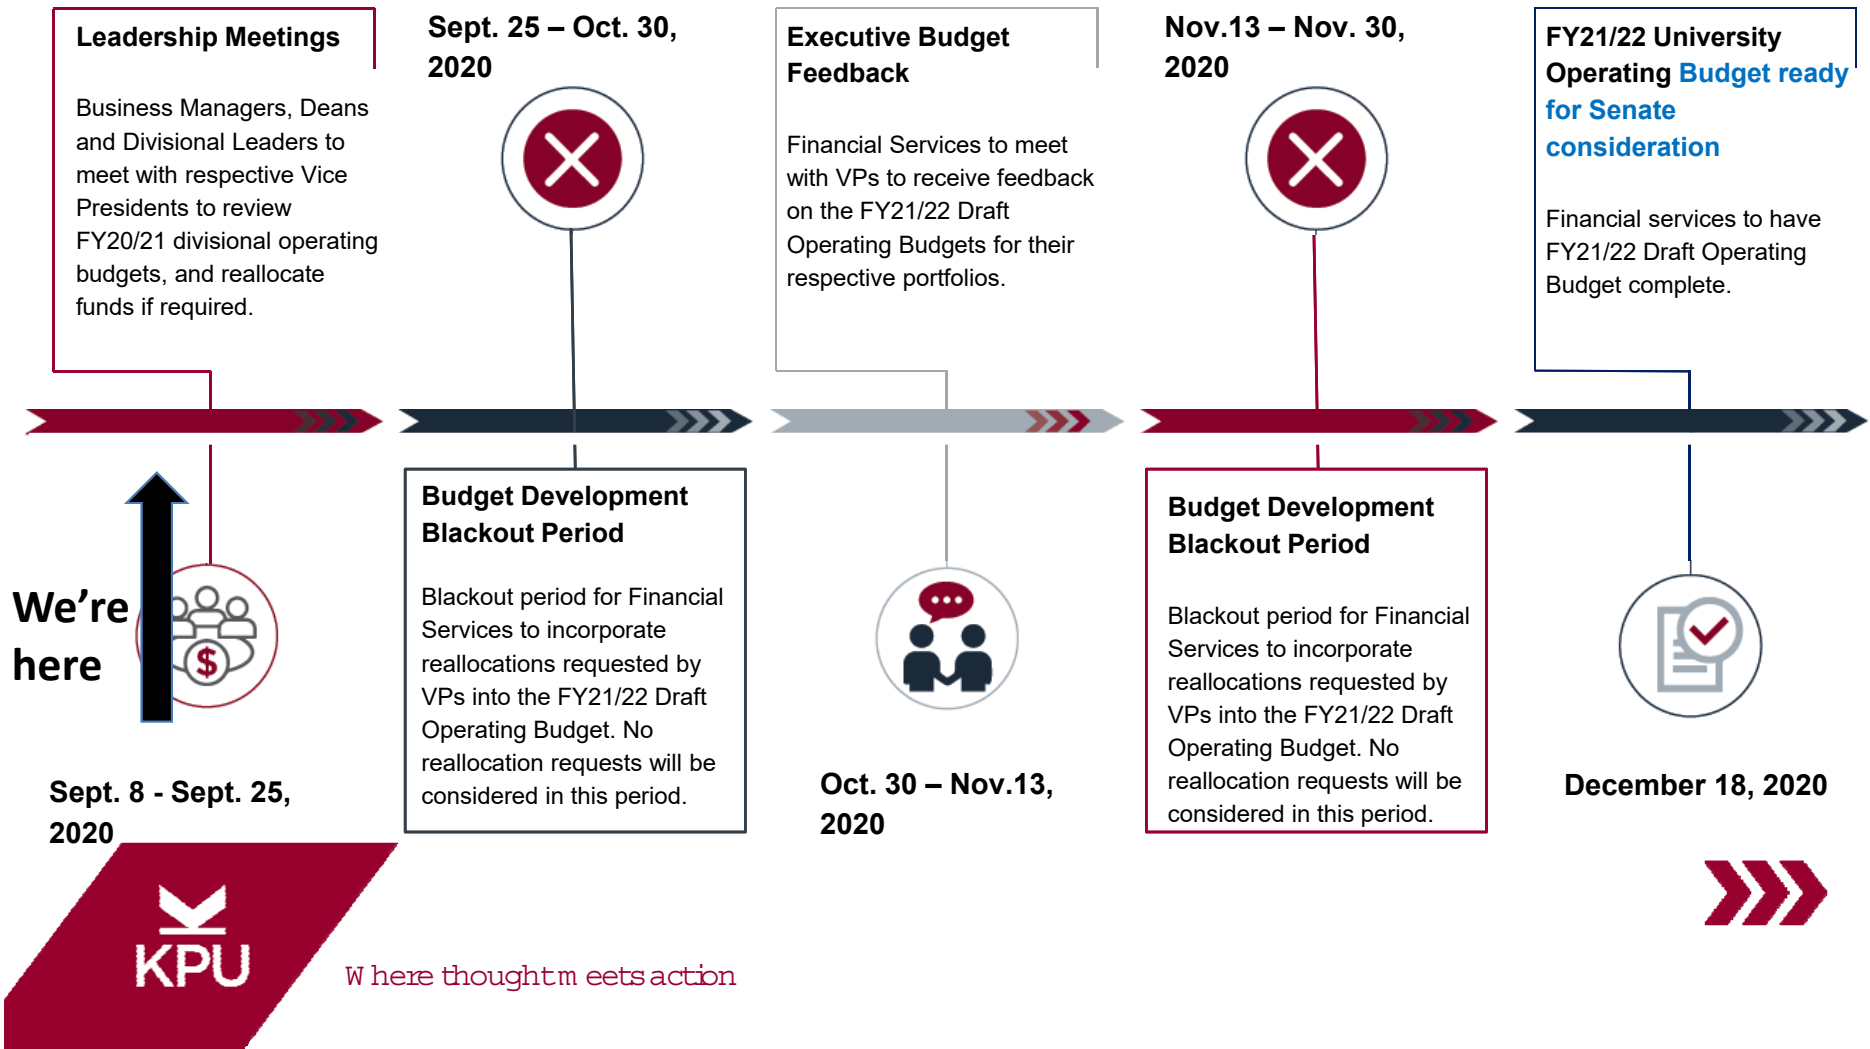 Leadership Meetings
Business Managers, Deans
and Divisional Leaders to
meet with respective Vice
Presidents to review
FY20/21 divisional operating
budgets, and reallocate
funds if required.
We're
here
$
Sept. 8 - Sept. 25,
2020
Sept. 25 – Oct. 30,
2020
Budget Development
Blackout Period
Blackout period for Financial
Services to incorporate
reallocations requested by
VPs into the FY21/22 Draft
Operating Budget. No
reallocation requests will be
considered in this period.
Executive Budget
Feedback
Financial Services to meet
with VPs to receive feedback
on the FY21/22 Draft
Operating Budgets for their
respective portfolios.
Oct. 30 – Nov.13,
2020
Nov.13 – Nov. 30,
2020
Budget Development
Blackout Period
Blackout period for Financial
Services to incorporate
reallocations requested by
VPs into the FY21/22 Draft
Operating Budget. No
reallocation requests will be
considered in this period.
FY21/22 University
Operating Budget ready
for Senate
consideration
Financial services to have
FY21/22 Draft Operating
Budget complete.
December 18, 2020
KPU
Where thought meets action